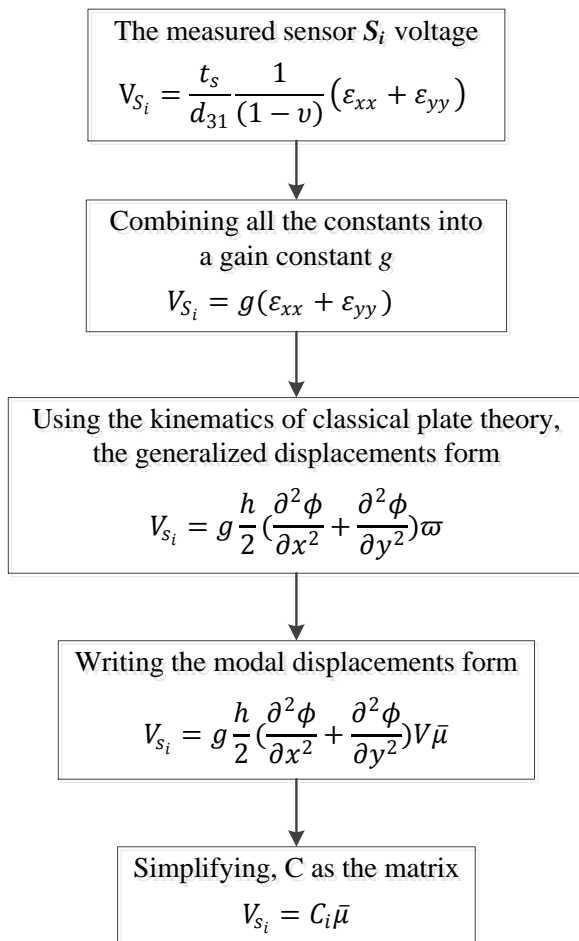 The measured sensor S_i voltage
V_{S_i} = \frac{t_s}{d_{31}} \frac{1}{(1 - υ)} (ε_{xx} + ε_{yy})
Combining all the constants into
a gain constant g
V_{S_i} = g(ε_{xx} + ε_{yy})
Using the kinematics of classical plate theory,
the generalized displacements form
V_{s_i} = g \frac{h}{2} (\frac{∂^2 ϕ}{∂x^2} + \frac{∂^2 ϕ}{∂y^2})ϖ
Writing the modal displacements form
V_{s_i} = g \frac{h}{2} (\frac{∂^2 ϕ}{∂x^2} + \frac{∂^2 ϕ}{∂y^2})V\bar{μ}
Simplifying, C as the matrix
V_{s_i} = C_i \bar{μ}